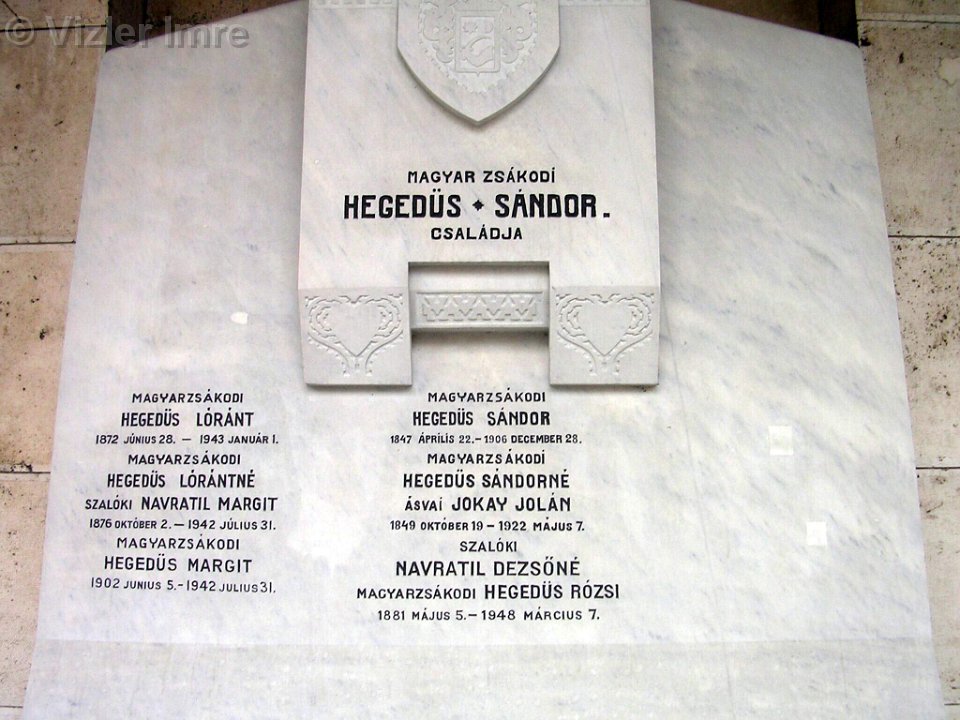 © Vizler Imre
MAGYAR ZSÁKODI
HEGEDÜS ✦ SÁNDOR.
CSALÁDJA
MAGYARZSÁKODI
HEGEDÜS LÓRÁNT
1872 JÚNIUS 28. — 1943 JANUÁR 1.
MAGYARZSÁKODI
HEGEDÜS LÓRÁNTNÉ
SZALÓKI NAVRATIL MARGIT
1876 OKTÓBER 2. — 1942 JÚLIUS 31.
MAGYARZSÁKODI
HEGEDÜS MARGIT
1902 JUNIUS 5. - 1942 JULIUS 31.
MAGYARZSÁKODI
HEGEDÜS SÁNDOR
1847 ÁPRILIS 22. - 1906 DECEMBER 28.
MAGYARZSÁKODI
HEGEDÜS SÁNDORNÉ
ÁSVAI JOKAY JOLÁN
1849 OKTÓBER 19 — 1922 MÁJUS 7.
SZALÓKI
NAVRATIL DEZSŐNÉ
MAGYARZSÁKODI HEGEDÜS RÓZSI
1881 MÁJUS 5. — 1948 MÁRCIUS 7.